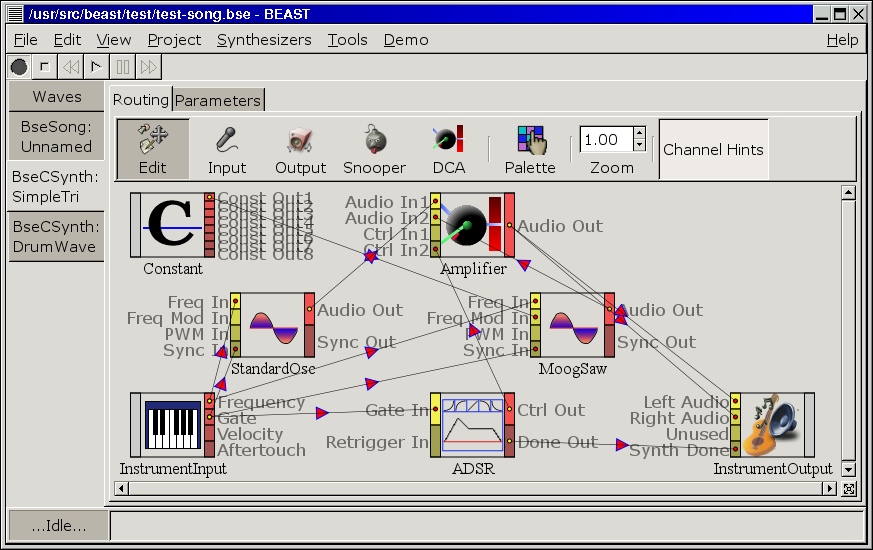 /usr/src/beast/test/test-song.bse - BEAST
File Edit View Project Synthesizers Tools Demo Help
Waves
BseSong:
Unnamed
BseCSynth:
SimpleTri
BseCSynth:
DrumWave
Routing Parameters
Edit Input Output Snooper DCA Palette 1.00 Zoom Channel Hints
Const Out1
Const Out2
Const Out3
Const Out4
Const Out5
Const Out6
Const Out7
Const Out8
C
Constant
Audio In1
Audio In2
Ctrl In1
Ctrl In2
Audio Out
Amplifier
Freq In
Freq Mod In
PWM In
Sync In
Audio Out
Sync Out
StandardOsc
Freq In
Freq Mod In
PWM In
Sync In
Audio Out
Sync Out
MoogSaw
Frequency
Gate
Velocity
Aftertouch
InstrumentInput
Gate In
Retrigger In
Ctrl Out
Done Out
ADSR
Left Audio
Right Audio
Unused
Synth Done
InstrumentOutput
...Idle...